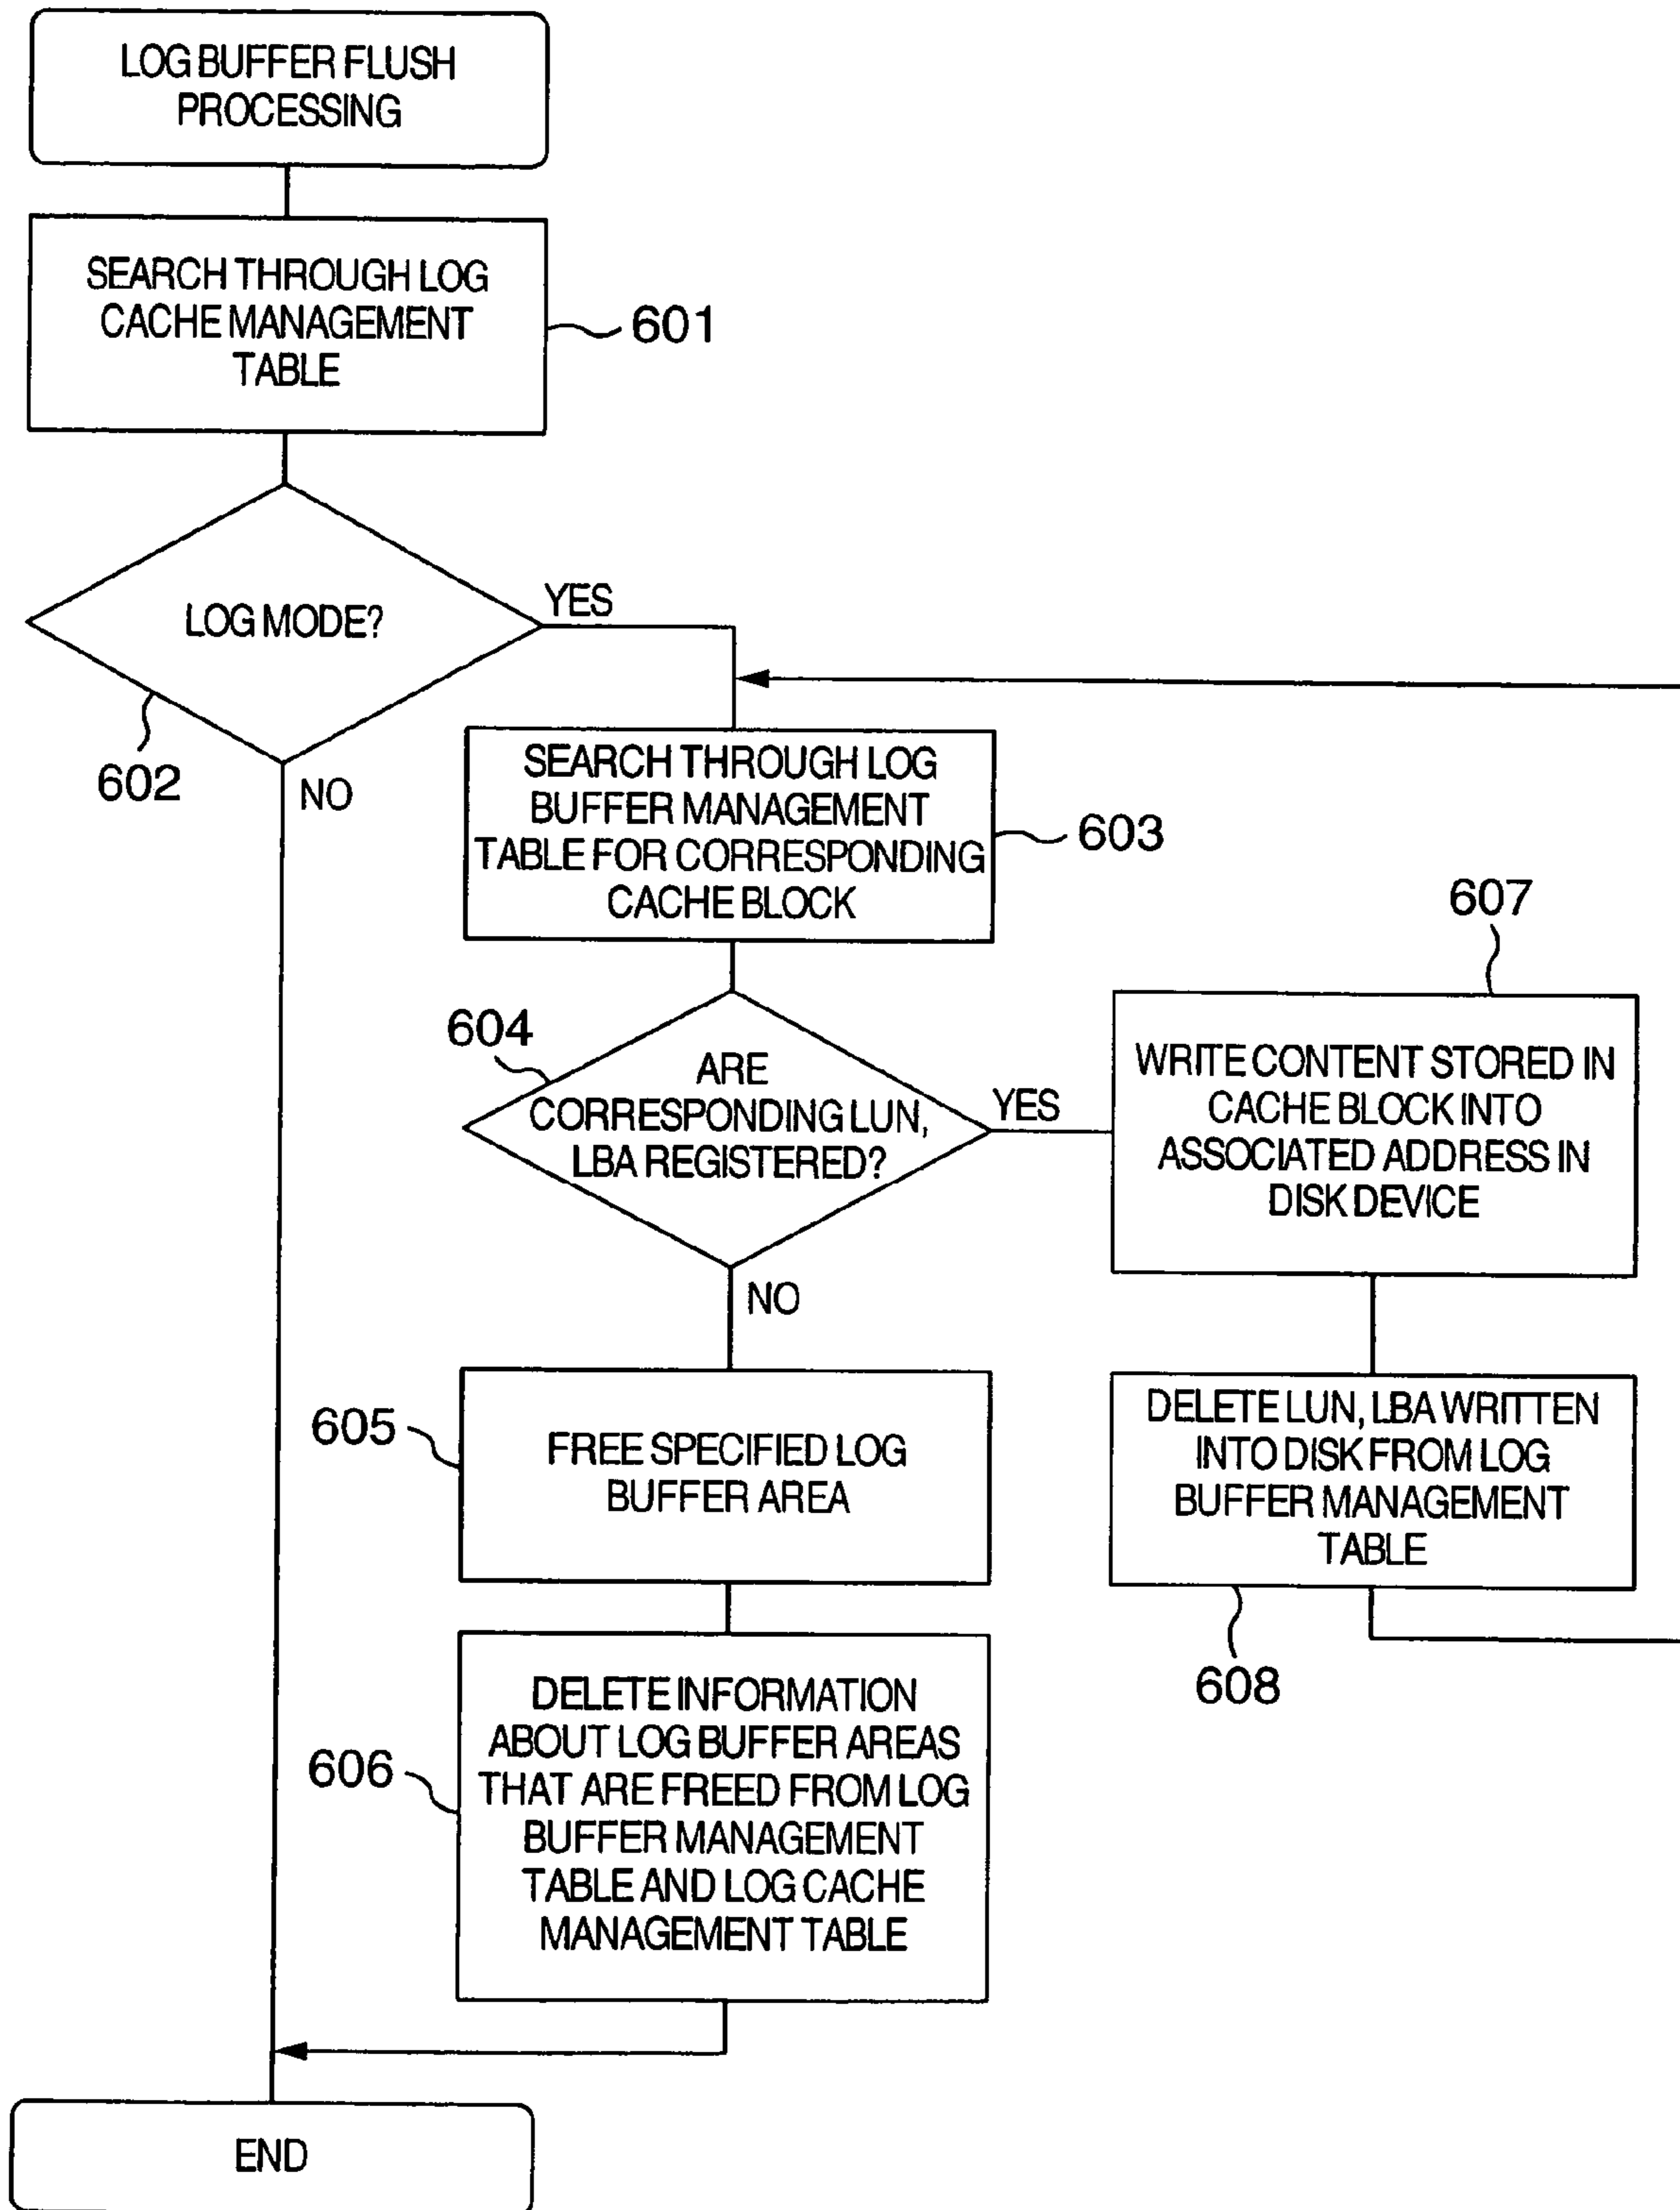 LOG BUFFER FLUSH
PROCESSING
SEARCH THROUGH LOG
CACHE MANAGEMENT
TABLE
601
LOG MODE?
YES
602
NO
SEARCH THROUGH LOG
BUFFER MANAGEMENT
TABLE FOR CORRESPONDING
CACHE BLOCK
603
604
ARE
CORRESPONDING LUN,
LBA REGISTERED?
YES
NO
607
WRITE CONTENT STORED IN
CACHE BLOCK INTO
ASSOCIATED ADDRESS IN
DISK DEVICE
605
FREE SPECIFIED LOG
BUFFER AREA
DELETE LUN, LBA WRITTEN
INTO DISK FROM LOG
BUFFER MANAGEMENT
TABLE
608
606
DELETE INFORMATION
ABOUT LOG BUFFER AREAS
THAT ARE FREED FROM LOG
BUFFER MANAGEMENT
TABLE AND LOG CACHE
MANAGEMENT TABLE
END